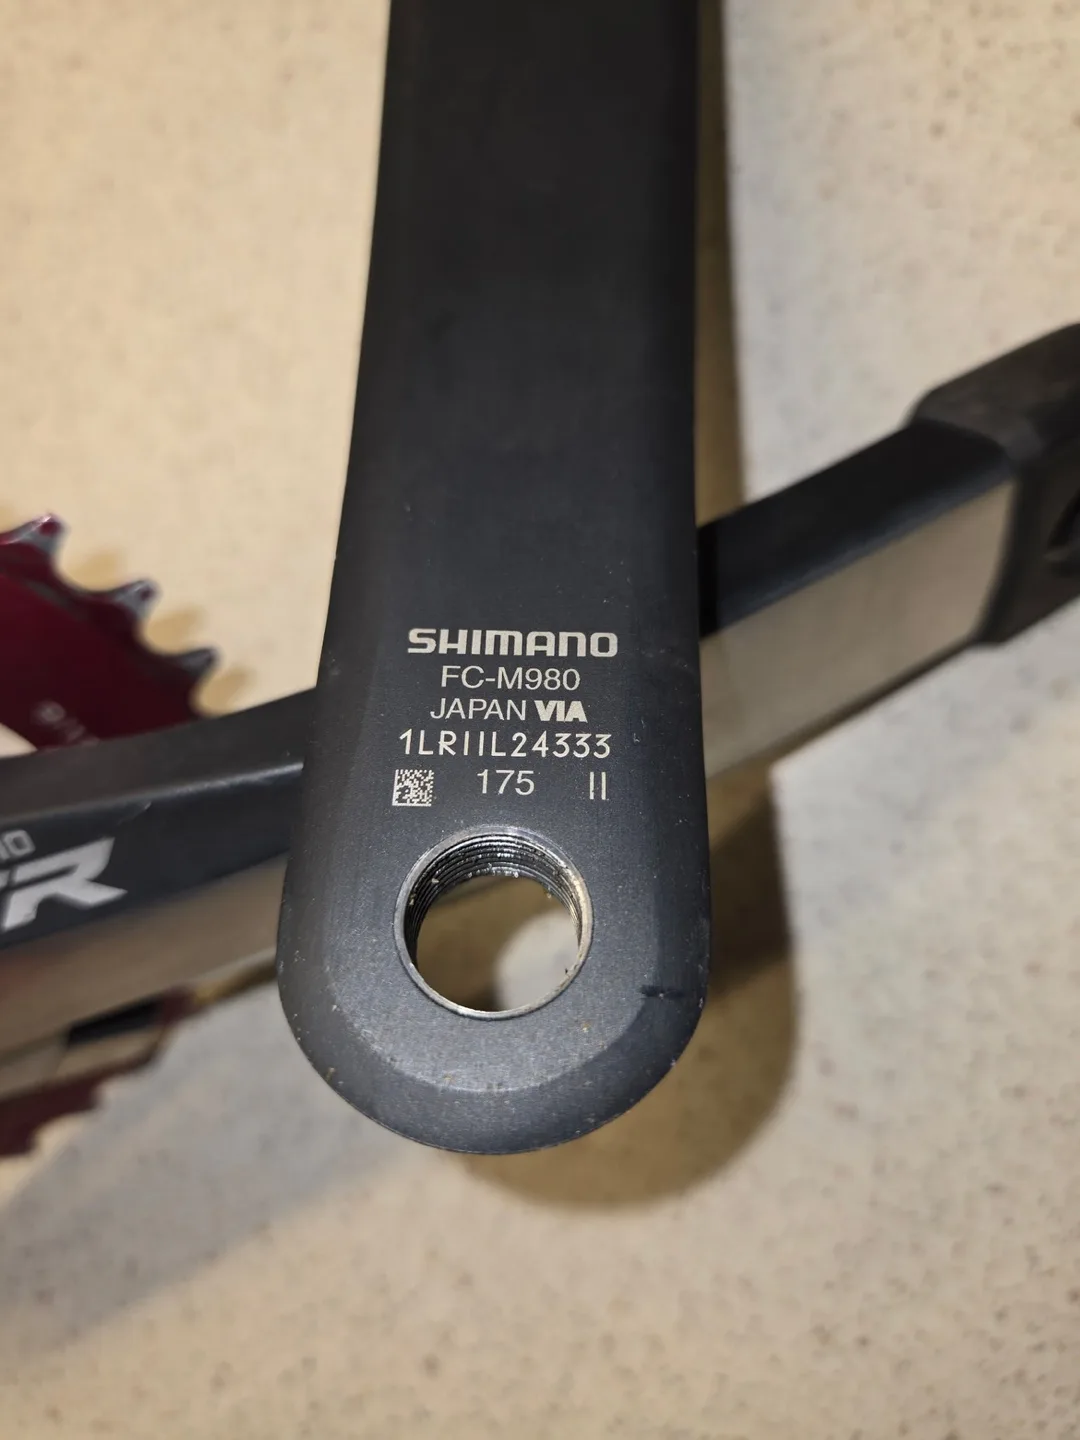 SHIMANO
FC-M980
JAPAN VIA
1LRIIL24333
175 II